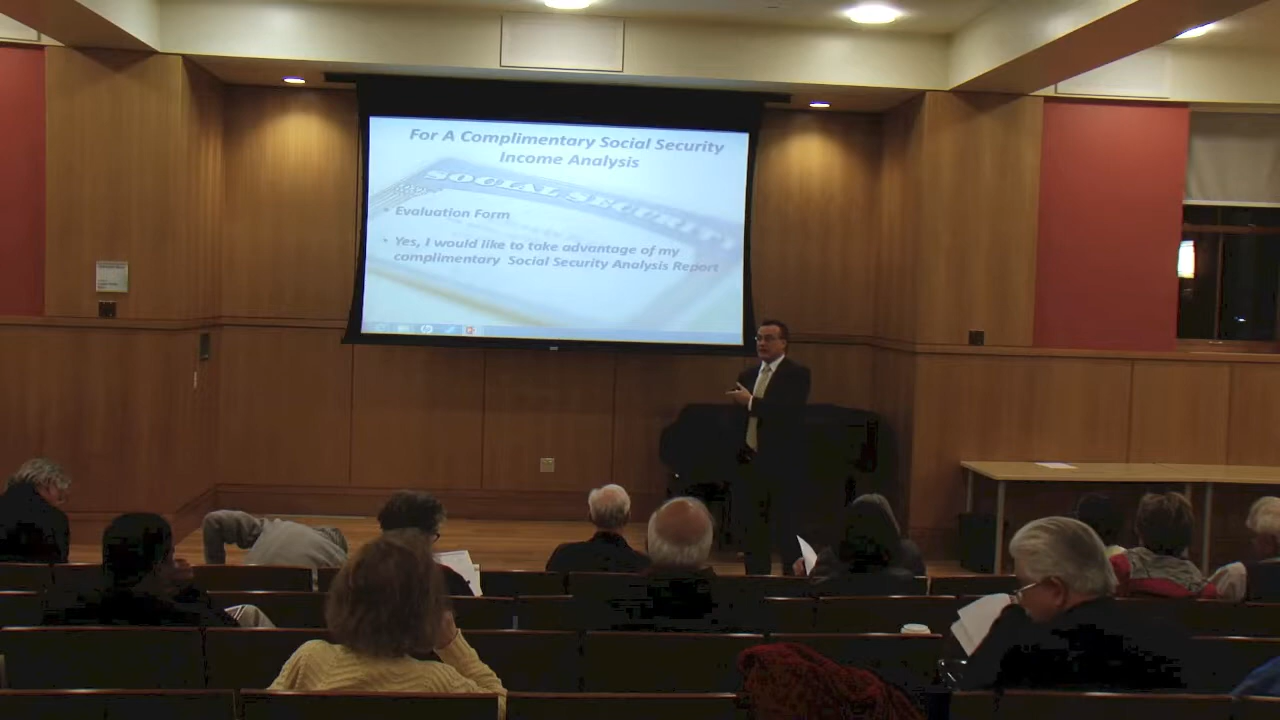 For A Complimentary Social Security
Income Analysis
SOCIAL SECURITY
• Evaluation Form
• Yes, I would like to take advantage of my
complimentary Social Security Analysis Report